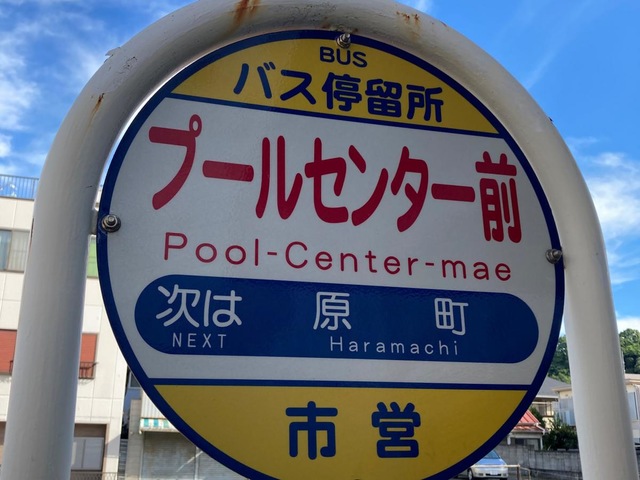 BUS
バス停留所
プールセンター前
Pool-Center-mae
次は 原町
NEXT Haramachi
市営